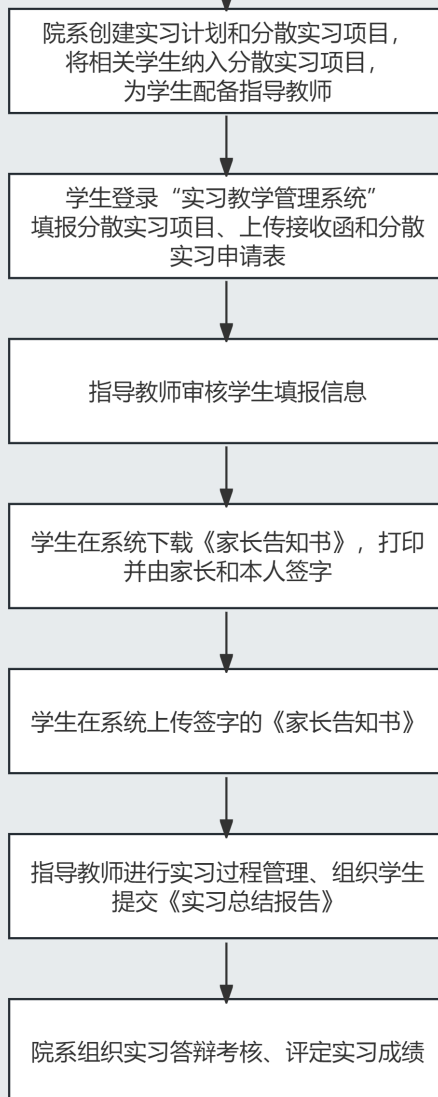 院系创建实习计划和分散实习项目，
将相关学生纳入分散实习项目，
为学生配备指导教师
学生登录“实习教学管理系统”
填报分散实习项目、上传接收函和分散
实习申请表
指导教师审核学生填报信息
学生在系统下载《家长告知书》，打印
并由家长和本人签字
学生在系统上传签字的《家长告知书》
指导教师进行实习过程管理、组织学生
提交《实习总结报告》
院系组织实习答辩考核、评定实习成绩